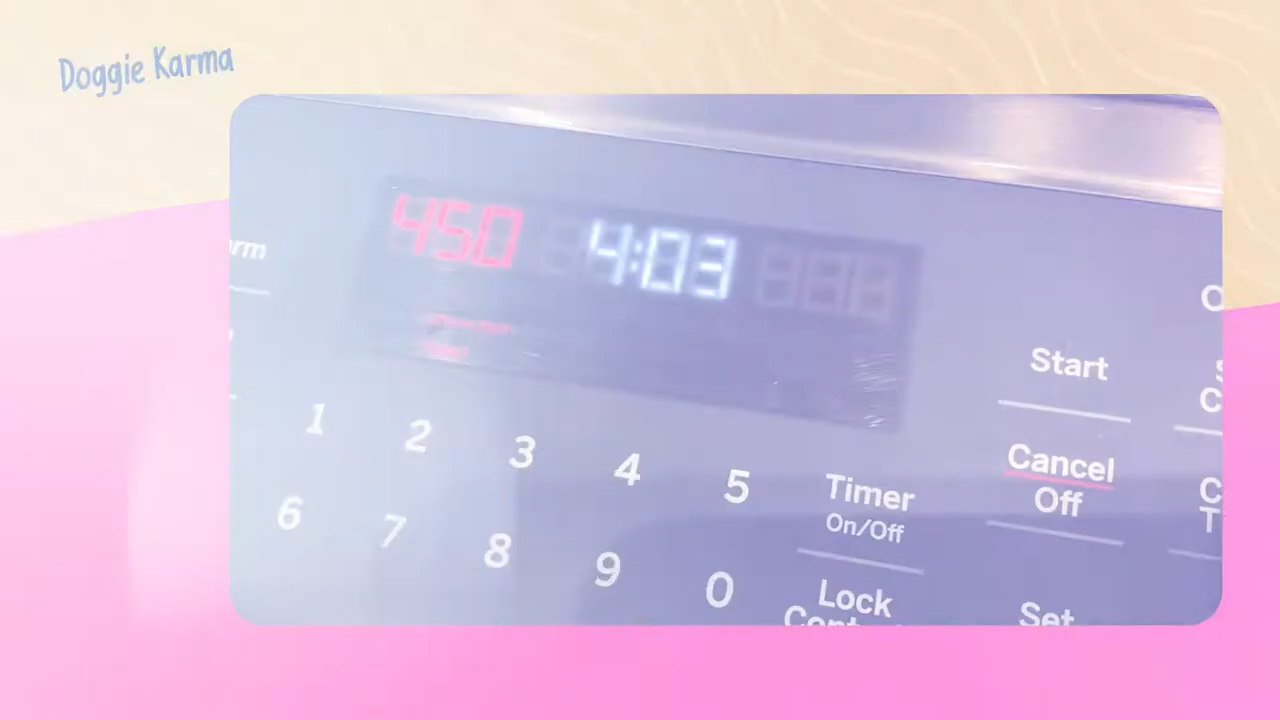 Doggie Karma
450 4:03
Start
Cancel
Off
1 2 3 4 5
6 7 8 9 0
Timer
On/Off
Lock
Set